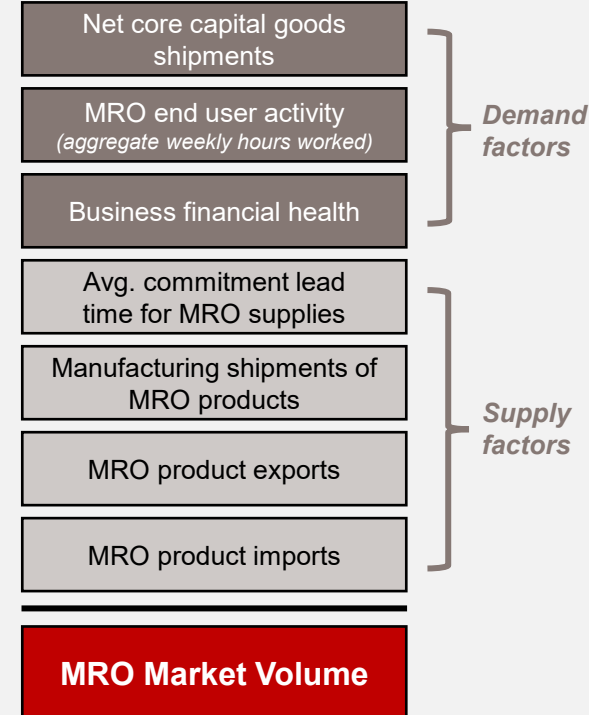 Net core capital goods
shipments
MRO end user activity
(aggregate weekly hours worked)
Business financial health
Demand
factors
Avg. commitment lead
time for MRO supplies
Manufacturing shipments of
MRO products
MRO product exports
MRO product imports
Supply
factors
MRO Market Volume